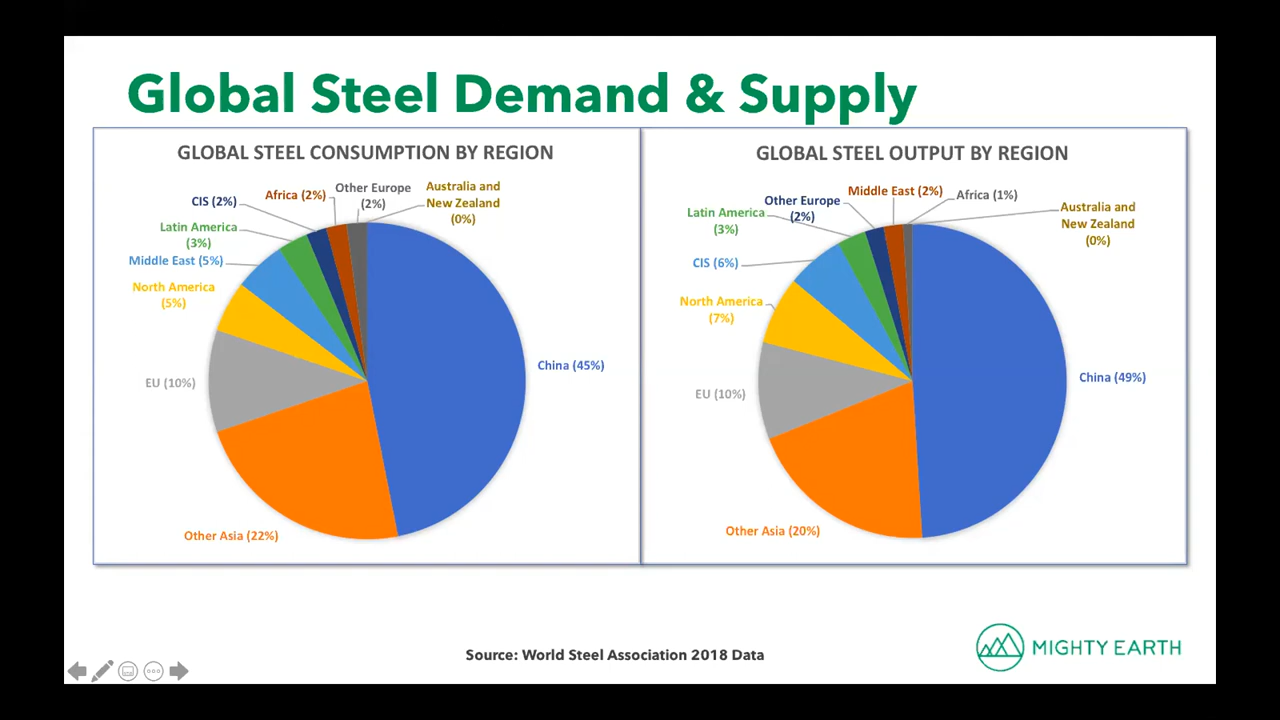 Global Steel Demand & Supply
GLOBAL STEEL CONSUMPTION BY REGION
CIS (2%)
Africa (2%)
Other Europe
(2%)
Australia and
New Zealand
(0%)
Latin America
(3%)
Middle East (5%)
North America
(5%)
EU (10%)
Other Asia (22%)
China (45%)
GLOBAL STEEL OUTPUT BY REGION
Latin America
(3%)
Other Europe
(2%)
Middle East (2%)
Africa (1%)
Australia and
New Zealand
(0%)
CIS (6%)
North America
(7%)
EU (10%)
Other Asia (20%)
China (49%)
Source: World Steel Association 2018 Data
MIGHTY EARTH